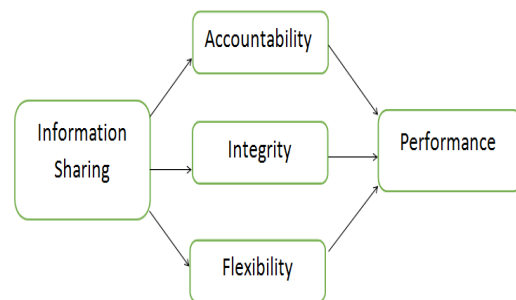 Accountability
Information
Sharing
Integrity
Performance
Flexibility